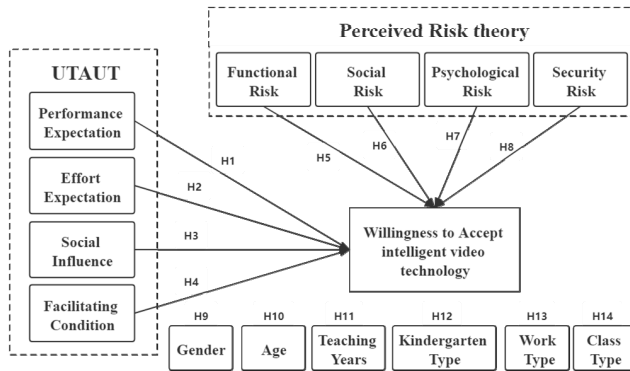 Perceived Risk theory
Functional
Risk
Social
Risk
Psychological
Risk
Security
Risk
UTAUT
Performance
Expectation
Effort
Expectation
Social
Influence
Facilitating
Condition
H1
H2
H3
H4
H5
H6
H7
H8
Willingness to Accept
intelligent video
technology
H9
Gender
H10
Age
H11
Teaching
Years
H12
Kindergarten
Type
H13
Work
Type
H14
Class
Type